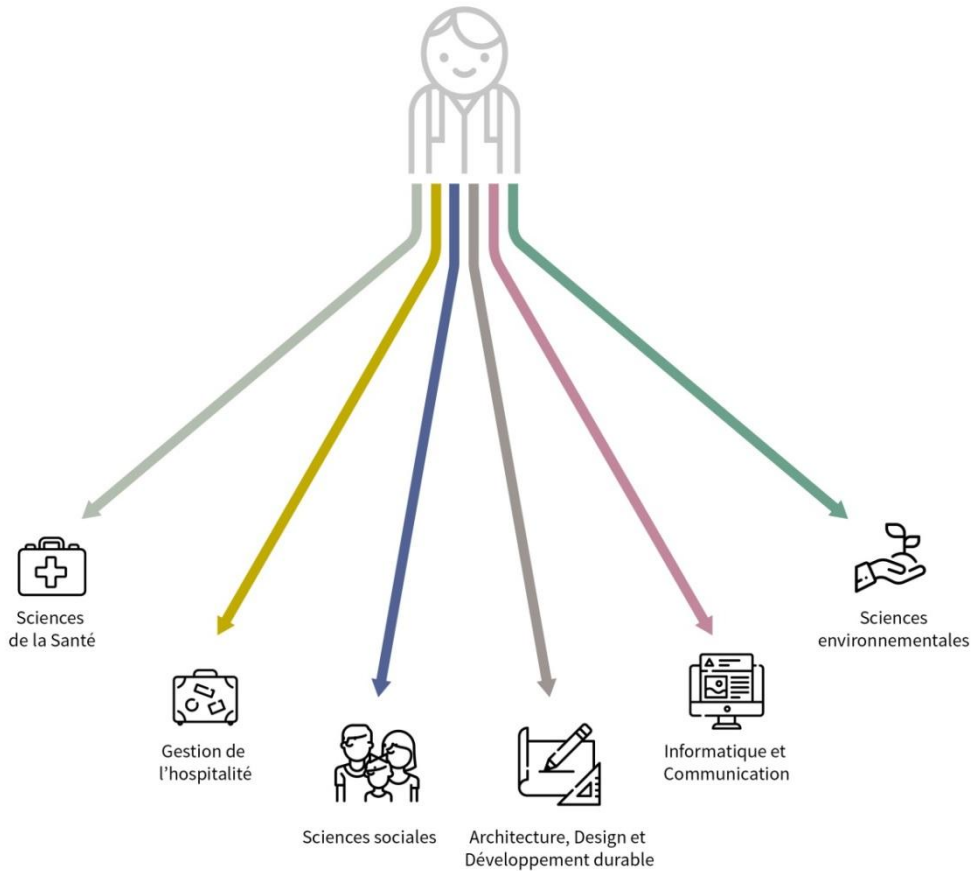 Sciences
de la Santé
Gestion de
l’hospitalité
Sciences sociales
Architecture, Design et
Développement durable
Informatique et
Communication
Sciences
environnementales